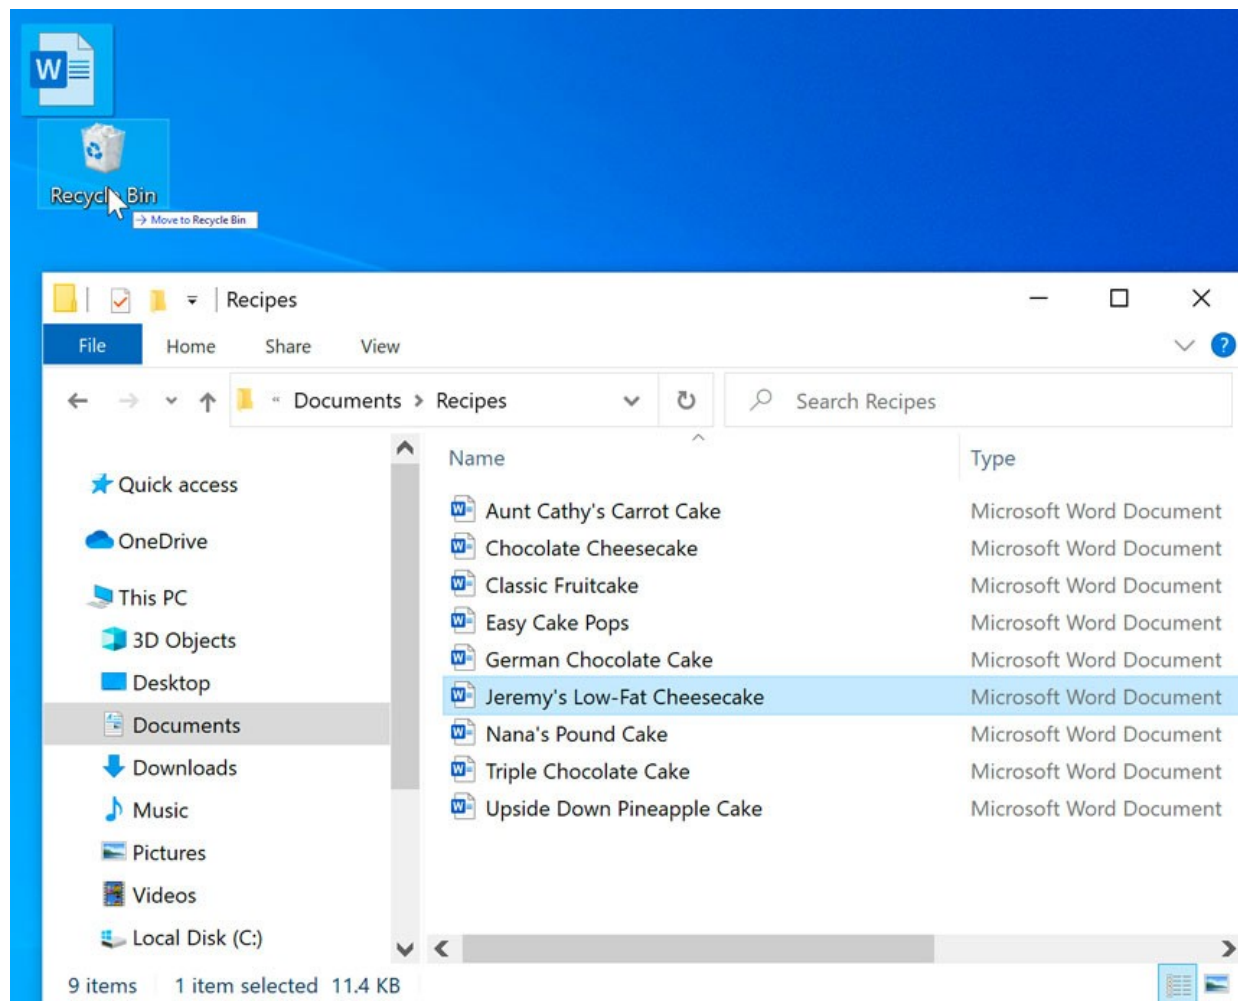 W
Recycle Bin
→ Move to Recycle Bin
Recipes
File Home Share View
?
« Documents > Recipes
Search Recipes
Name Type
Quick access
OneDrive
This PC
3D Objects
Desktop
Documents
Downloads
Music
Pictures
Videos
Local Disk (C:)
Aunt Cathy's Carrot Cake Microsoft Word Document
Chocolate Cheesecake Microsoft Word Document
Classic Fruitcake Microsoft Word Document
Easy Cake Pops Microsoft Word Document
German Chocolate Cake Microsoft Word Document
Jeremy's Low-Fat Cheesecake Microsoft Word Document
Nana's Pound Cake Microsoft Word Document
Triple Chocolate Cake Microsoft Word Document
Upside Down Pineapple Cake Microsoft Word Document
9 items 1 item selected 11.4 KB